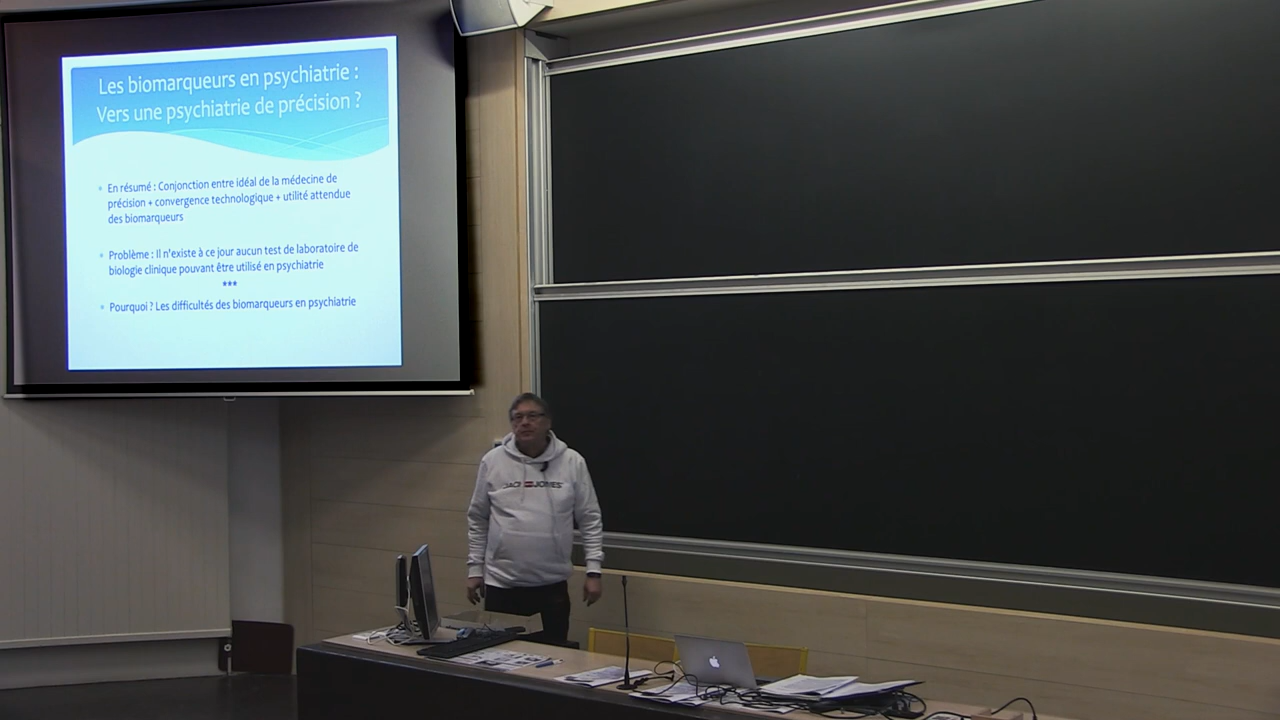 Les biomarqueurs en psychiatrie :
Vers une psychiatrie de précision ?
En résumé : Conjonction entre idéal de la médecine de
précision + convergence technologique + utilité attendue
des biomarqueurs
Problème : Il n'existe à ce jour aucun test de laboratoire de
biologie clinique pouvant être utilisé en psychiatrie
***
Pourquoi ? Les difficultés des biomarqueurs en psychiatrie
JACK JONES